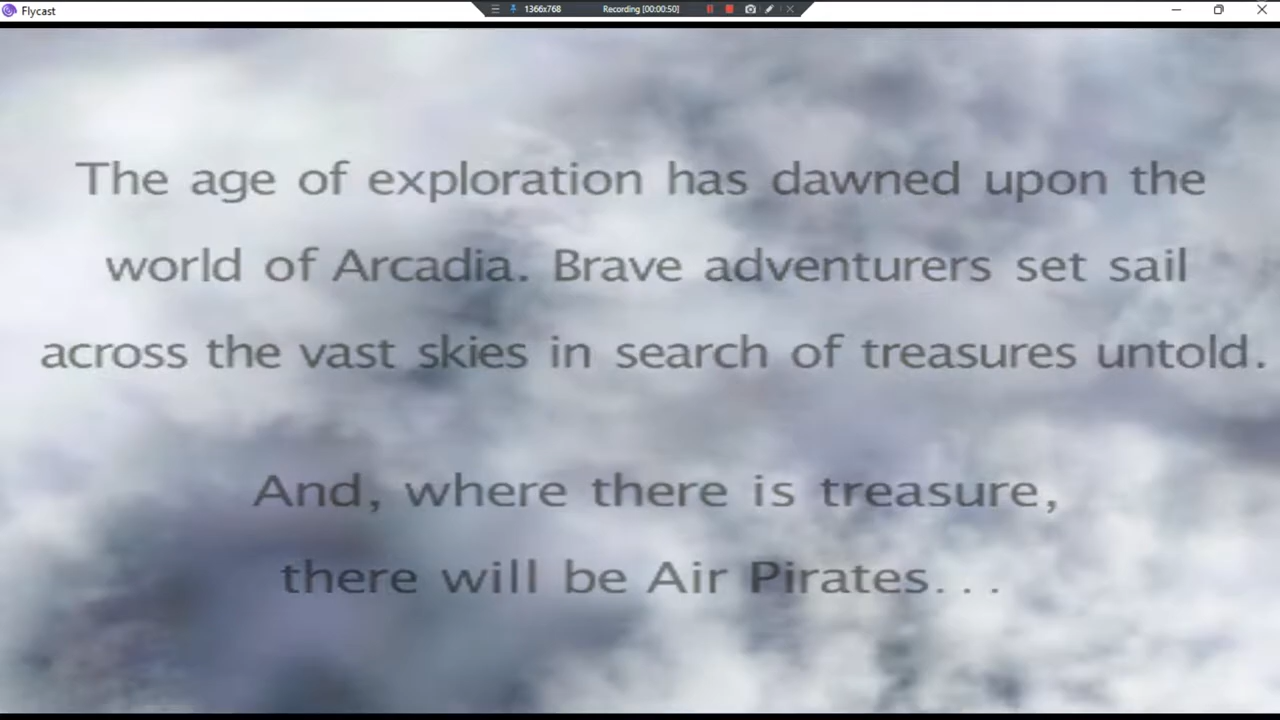 Flycast
1366x768
Recording [00:00:50]
The age of exploration has dawned upon the
world of Arcadia. Brave adventurers set sail
across the vast skies in search of treasures untold.
And, where there is treasure,
there will be Air Pirates...